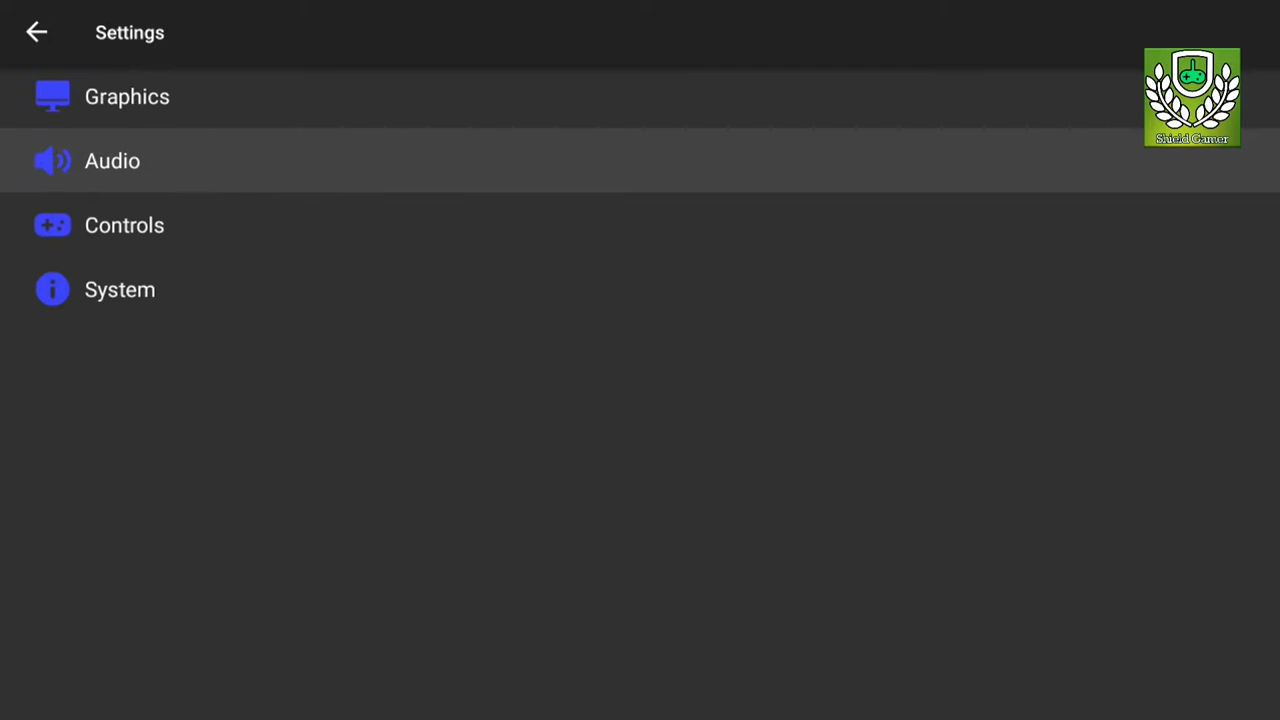 Settings
Graphics
Shield Gamer
Audio
Controls
System